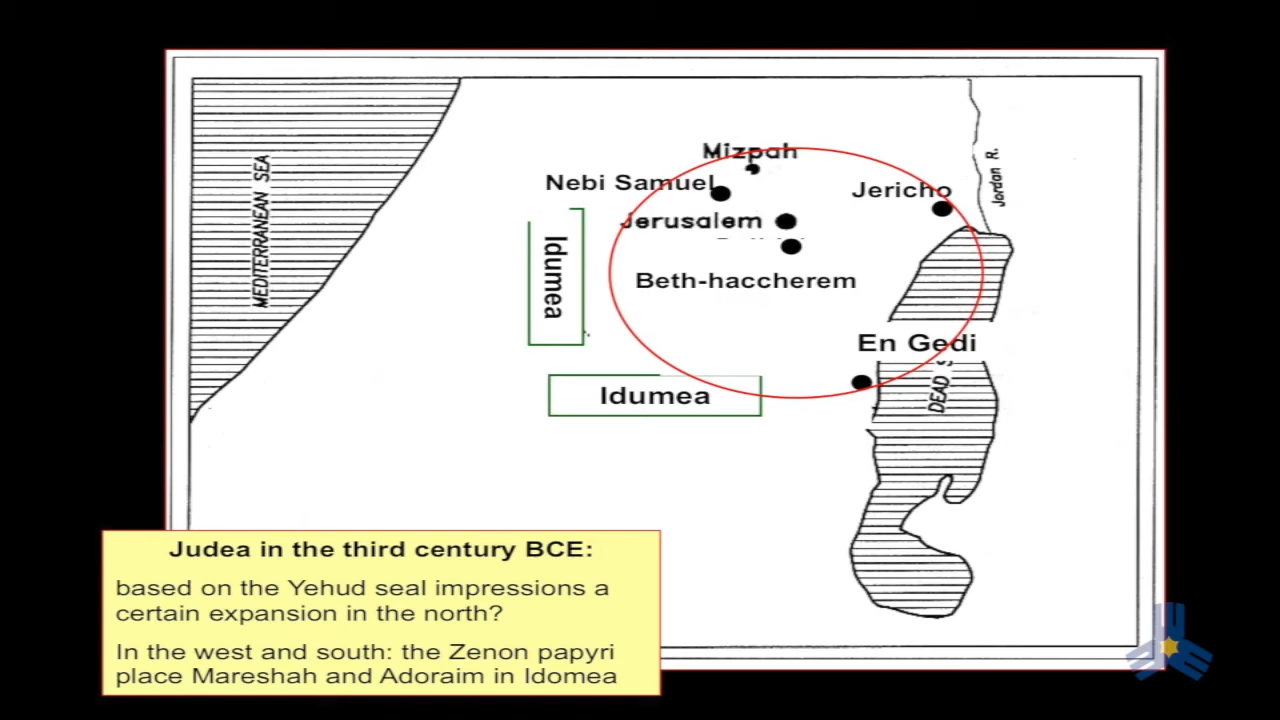 Mizpah
Nebi Samuel
Jericho
Jordan R.
MEDITERRANEAN SEA
Jerusalem
Idumea
Beth-haccherem
En Gedi
DEAD S
Idumea
Judea in the third century BCE:
based on the Yehud seal impressions a
certain expansion in the north?
In the west and south: the Zenon papyri
place Mareshah and Adoraim in Idomea